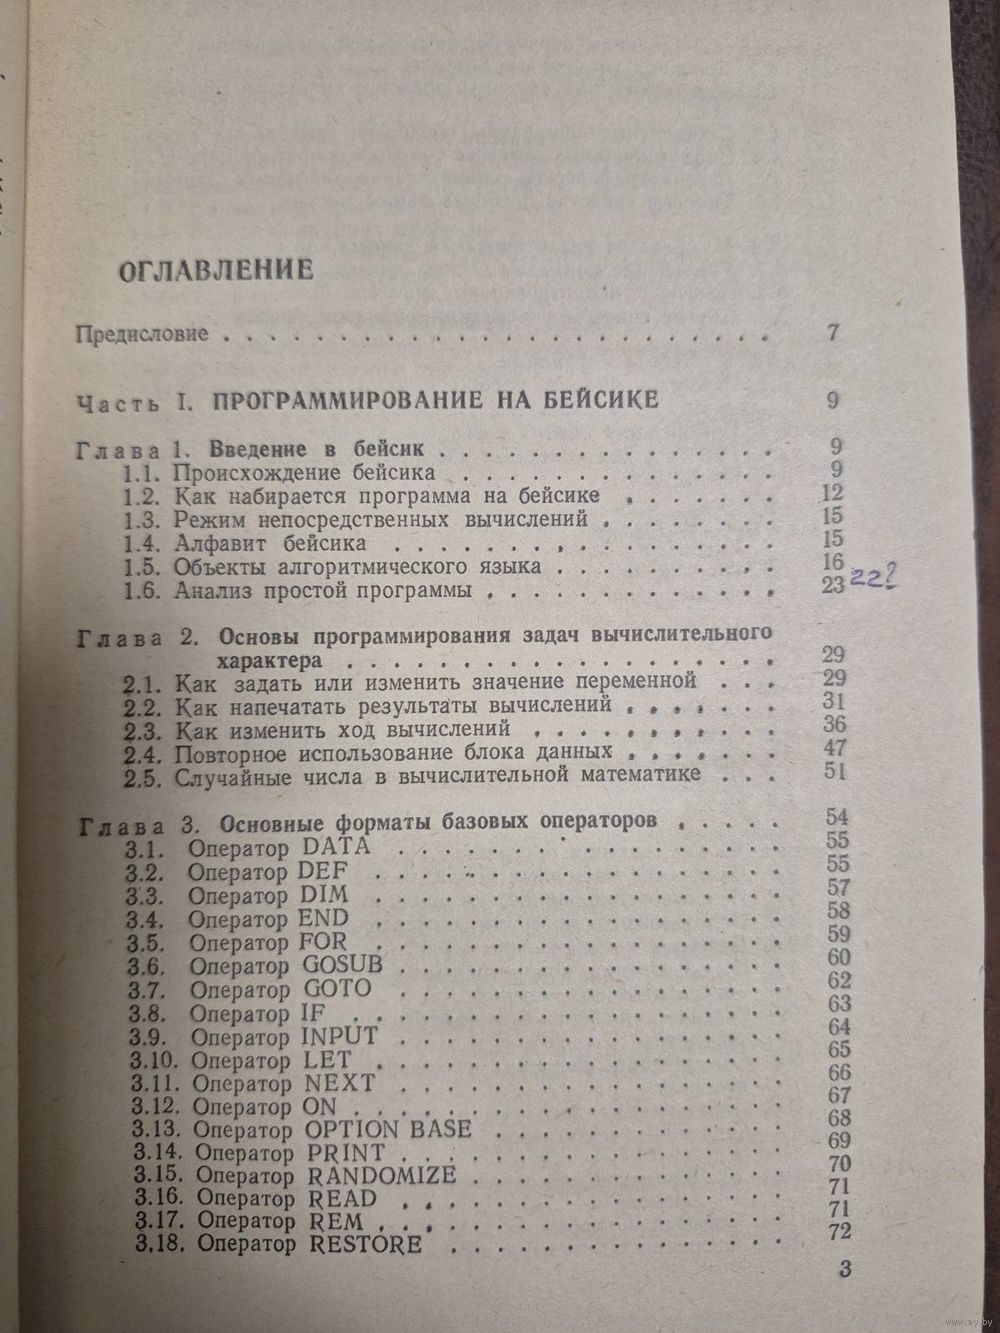 ОГЛАВЛЕНИЕ
Предисловие . . . . . . . . . . . . . . . . . . . . . . . . 7
Часть I. ПРОГРАММИРОВАНИЕ НА БЕЙСИКЕ 9
Глава 1. Введение в бейсик . . . . . . . . . . . . . . . 9
1.1. Происхождение бейсика . . . . . . . . . . . . . . 9
1.2. Как набирается программа на бейсике . . . . . . . 12
1.3. Режим непосредственных вычислений . . . . . . . . 15
1.4. Алфавит бейсика . . . . . . . . . . . . . . . . . 15
1.5. Объекты алгоритмического языка . . . . . . . . . . 16
1.6. Анализ простой программы . . . . . . . . . . . . . 23 22?
Глава 2. Основы программирования задач вычислительного
характера . . . . . . . . . . . . . . . . . . . 29
2.1. Как задать или изменить значение переменной . . . 29
2.2. Как напечатать результаты вычислений . . . . . . . 31
2.3. Как изменить ход вычислений . . . . . . . . . . . 36
2.4. Повторное использование блока данных . . . . . . . 47
2.5. Случайные числа в вычислительной математике . . . 51
Глава 3. Основные форматы базовых операторов . . . . . 54
3.1. Оператор DATA . . . . . . . . . . . . . . . . . 55
3.2. Оператор DEF . . . . . . . . . . . . . . . . . . 55
3.3. Оператор DIM . . . . . . . . . . . . . . . . . . 57
3.4. Оператор END . . . . . . . . . . . . . . . . . . 58
3.5. Оператор FOR . . . . . . . . . . . . . . . . . . 59
3.6. Оператор GOSUB . . . . . . . . . . . . . . . . . 60
3.7. Оператор GOTO . . . . . . . . . . . . . . . . . 62
3.8. Оператор IF . . . . . . . . . . . . . . . . . . 63
3.9. Оператор INPUT . . . . . . . . . . . . . . . . . 64
3.10. Оператор LET . . . . . . . . . . . . . . . . . . 65
3.11. Оператор NEXT . . . . . . . . . . . . . . . . . 66
3.12. Оператор ON . . . . . . . . . . . . . . . . . . 67
3.13. Оператор OPTION BASE . . . . . . . . . . . . . 68
3.14. Оператор PRINT . . . . . . . . . . . . . . . . . 69
3.15. Оператор RANDOMIZE . . . . . . . . . . . . . . 70
3.16. Оператор READ . . . . . . . . . . . . . . . . . 71
3.17. Оператор REM . . . . . . . . . . . . . . . . . . 71
3.18. Оператор RESTORE . . . . . . . . . . . . . . . 72
3
www.ay.by